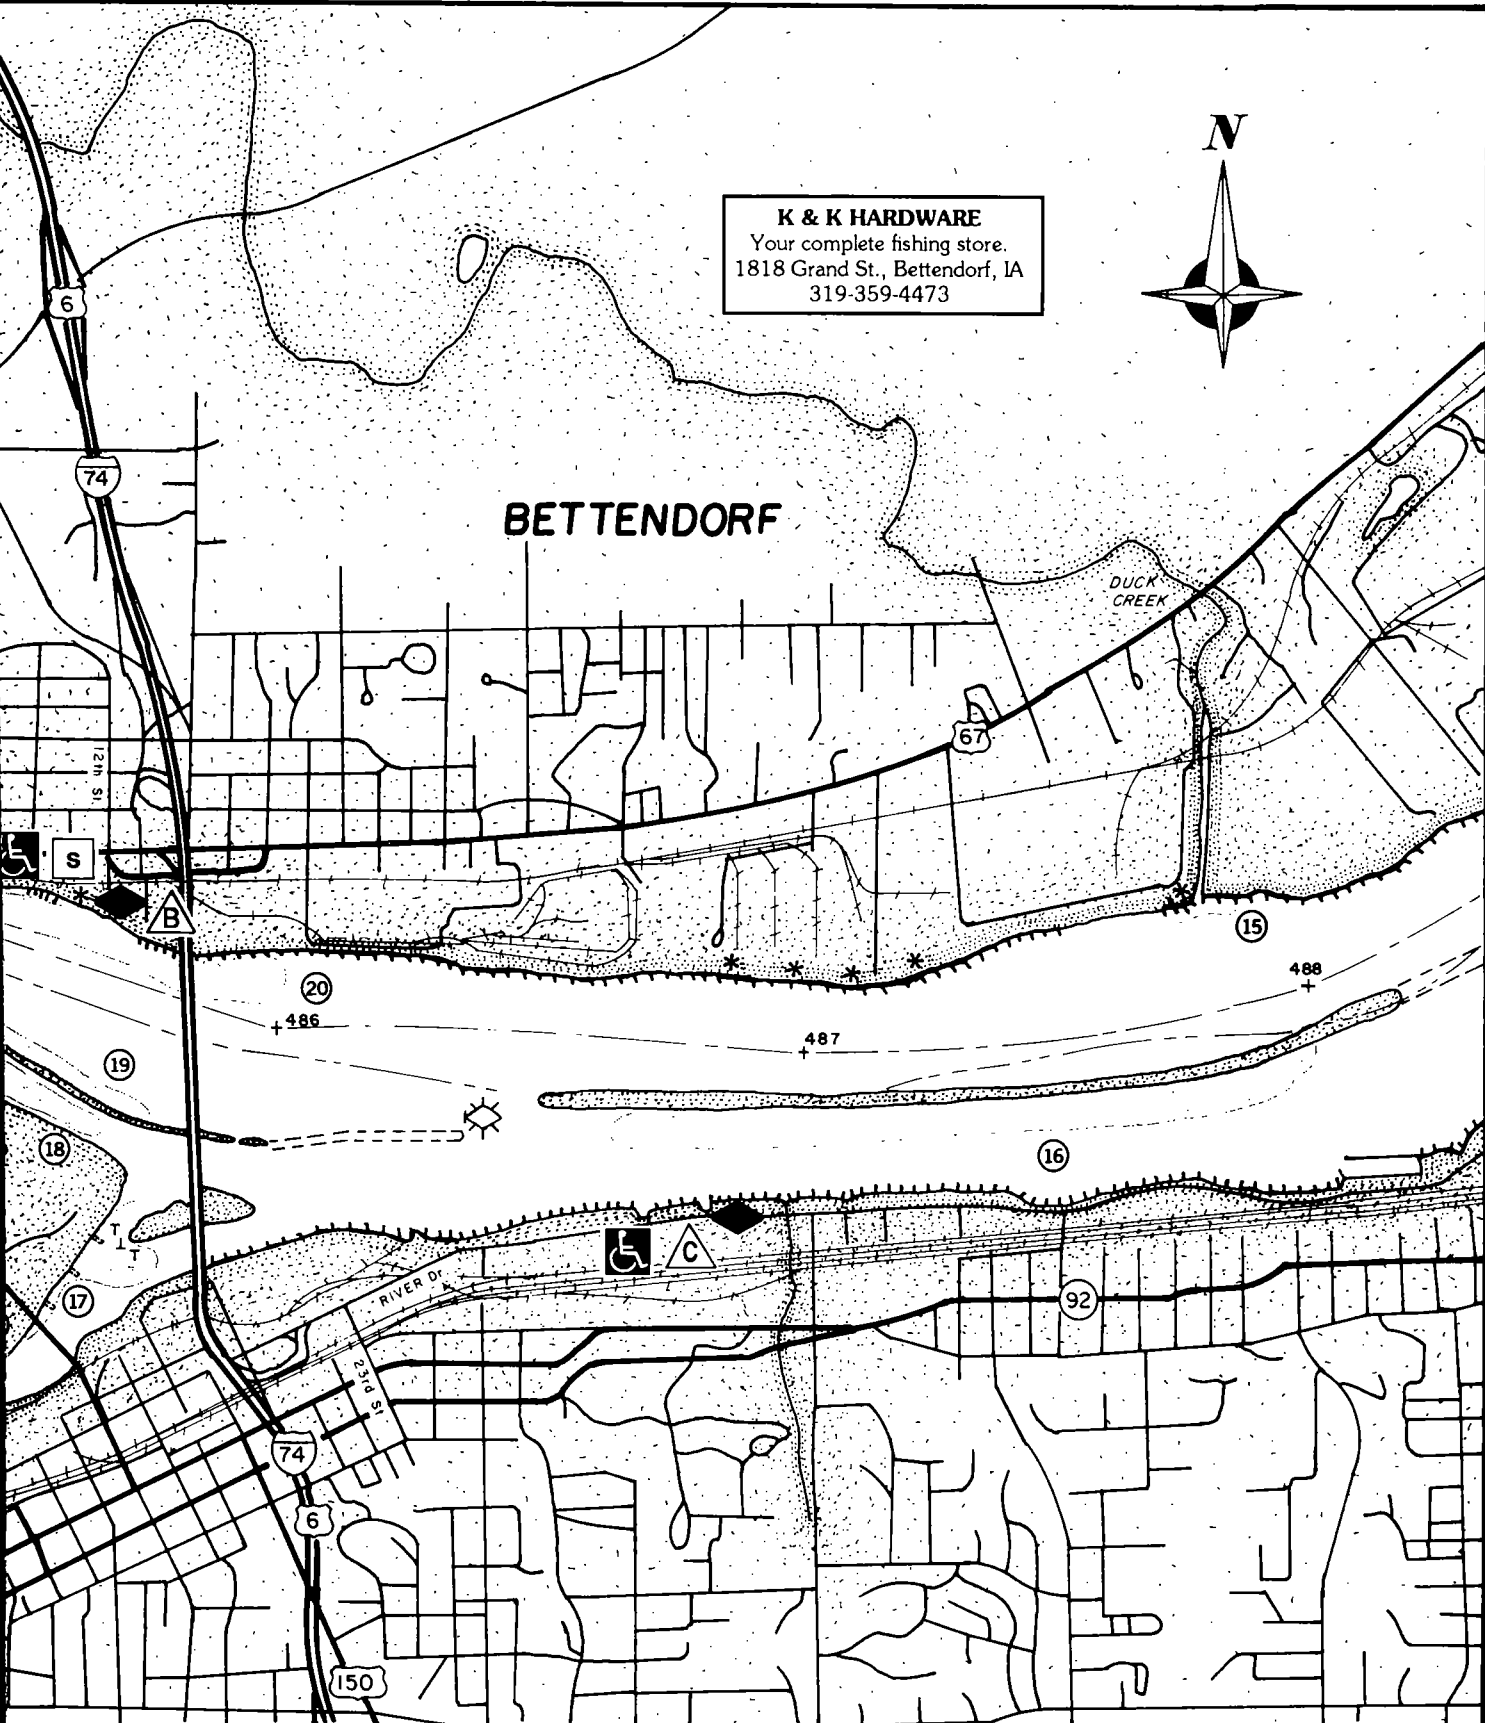 N
K & K HARDWARE
Your complete fishing store.
1818 Grand St., Bettendorf, IA
319-359-4473
6
74
BETTENDORF
DUCK
CREEK
67
12th St
S
B
15
488
20
486
487
19
18
16
C
17
RIVER Dr
92
23rd St
74
6
150